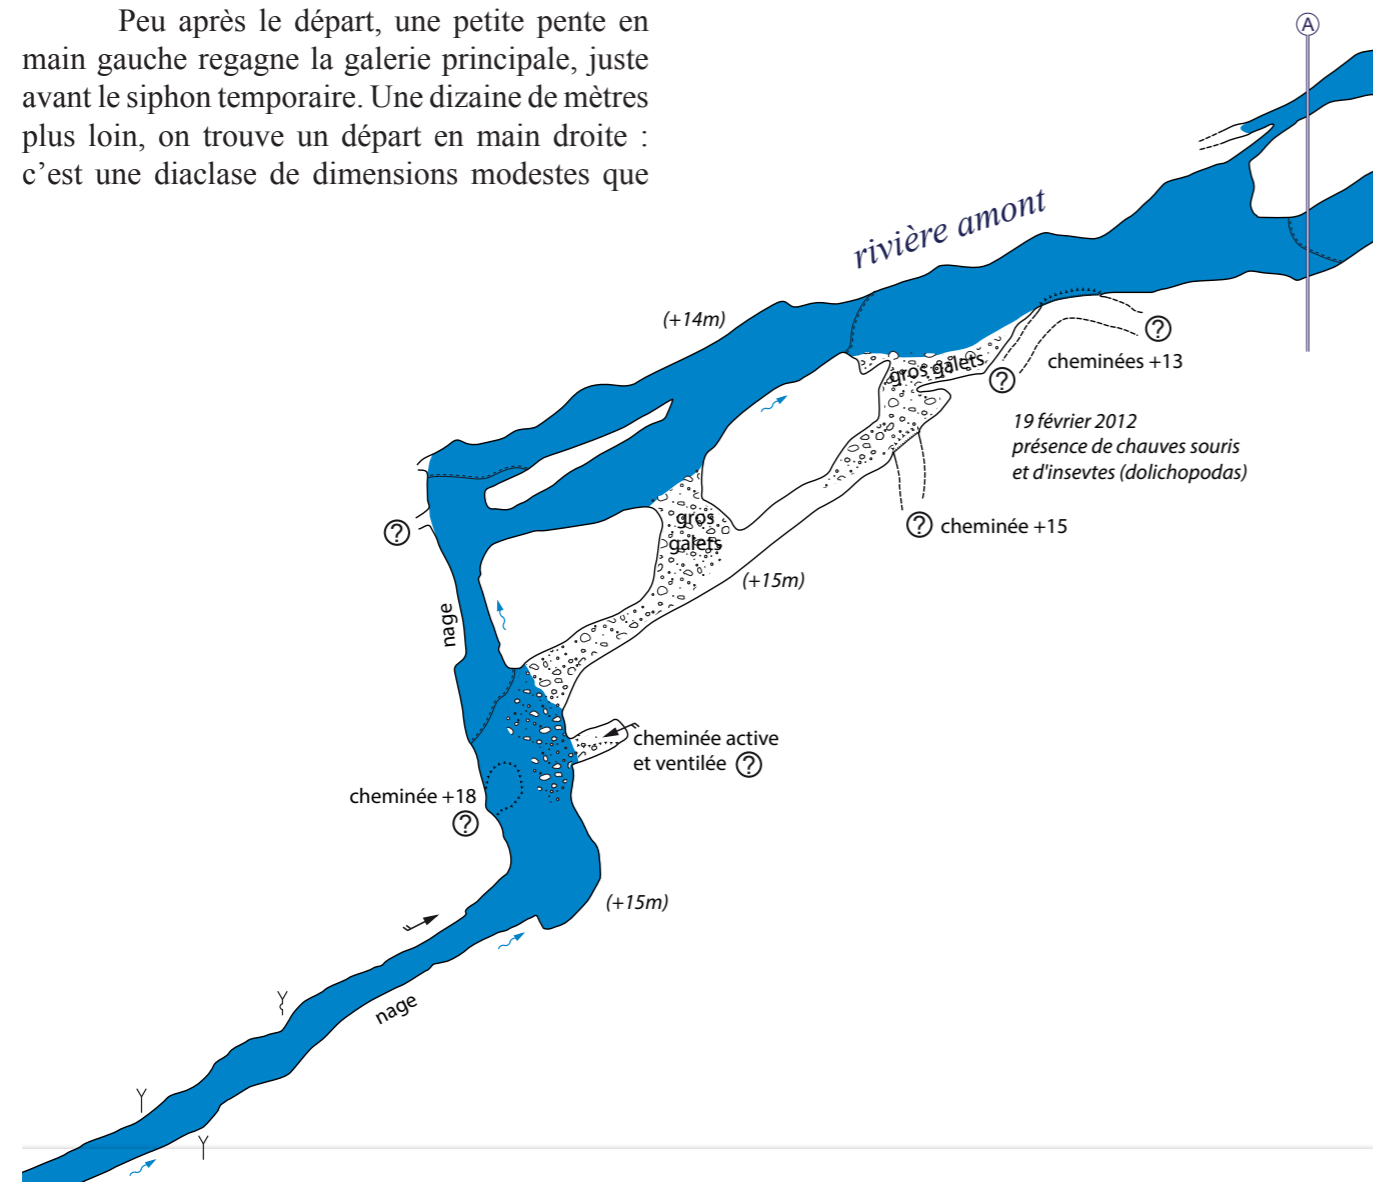 Peu après le départ, une petite pente en
main gauche regagne la galerie principale, juste
avant le siphon temporaire. Une dizaine de mètres
plus loin, on trouve un départ en main droite :
c’est une diaclase de dimensions modestes que
A
rivière amont
(+14m)
?
cheminées +13
gros galets
?
19 février 2012
présence de chauves souris
et d'insevtes (dolichopodas)
gros
galets
? cheminée +15
?
(+15m)
nage
cheminée active
et ventilée ?
cheminée +18
?
(+15m)
nage